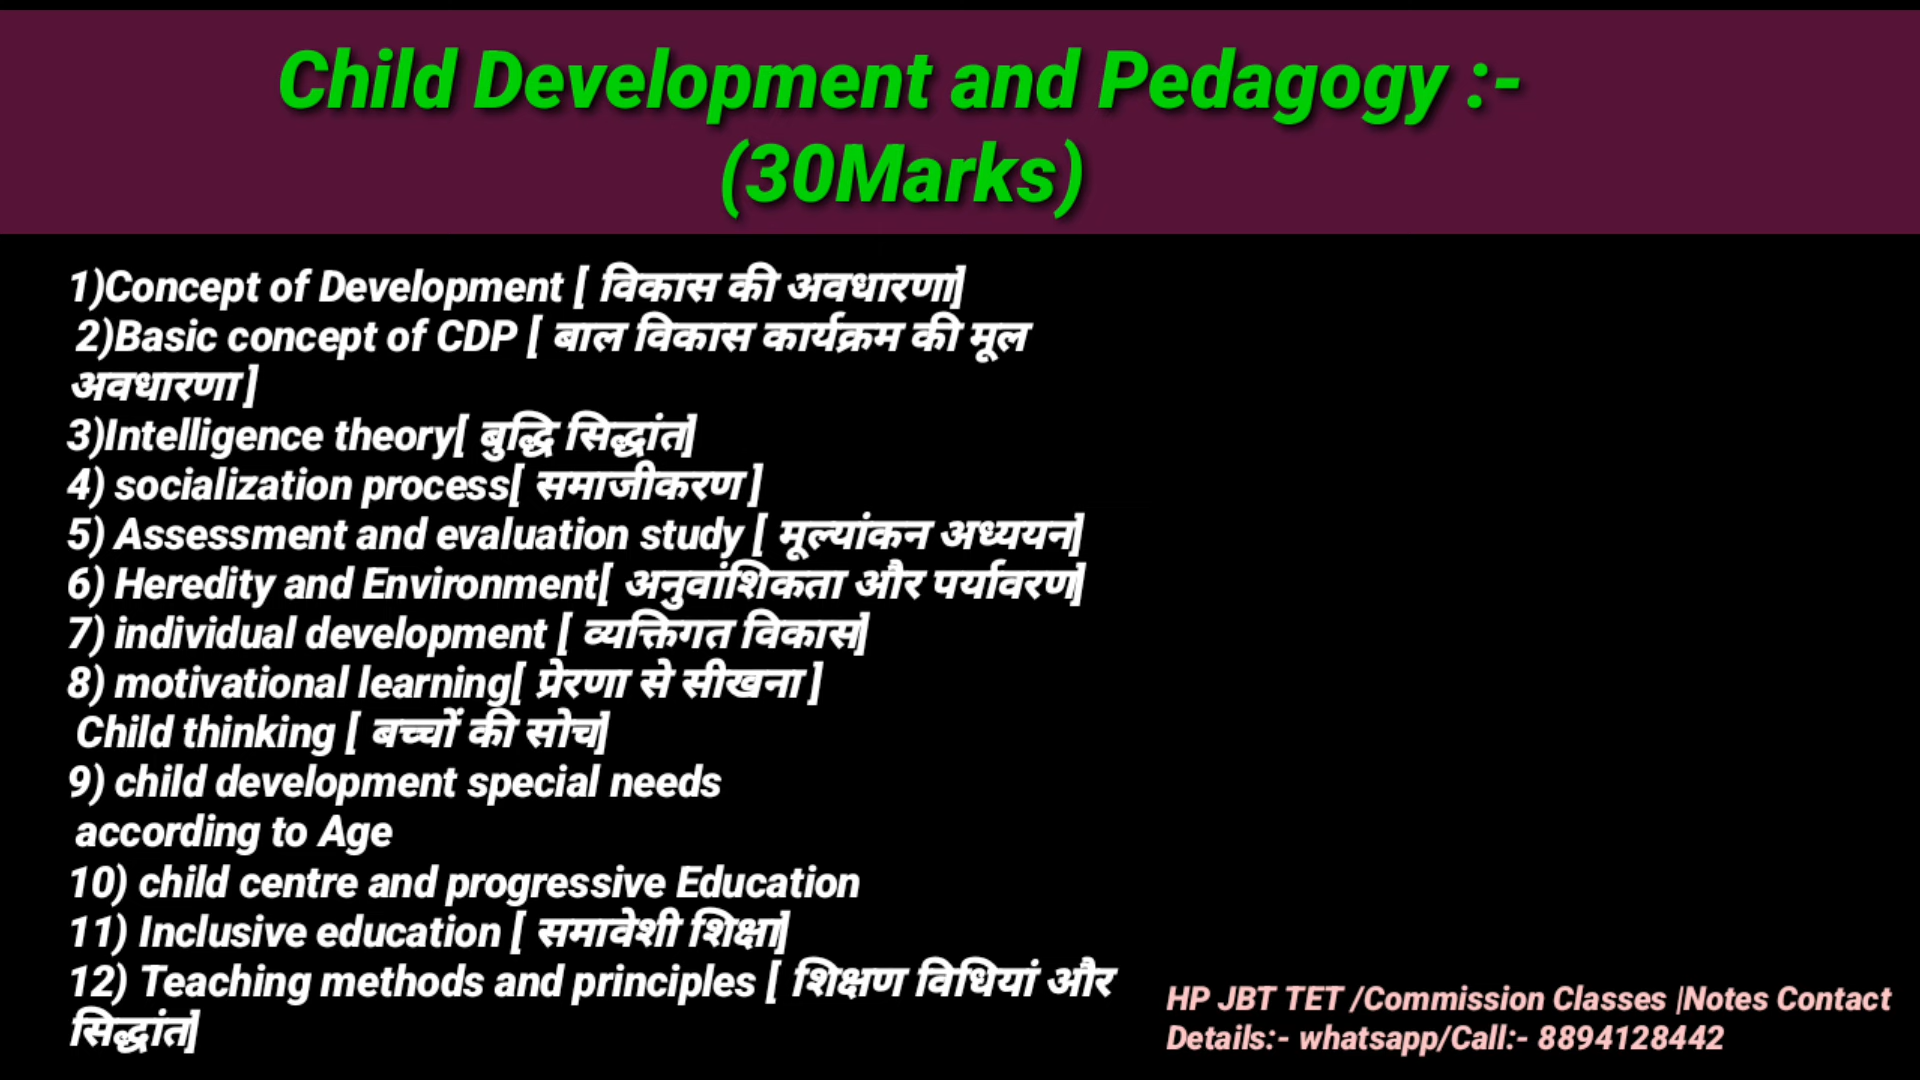 Child Development and Pedagogy :-
(30Marks)
1)Concept of Development [ विकास की अवधारणा]
2)Basic concept of CDP [ बाल विकास कार्यक्रम की मूल
अवधारणा ]
3)Intelligence theory[ बुद्धि सिद्धांत]
4) socialization process[ समाजीकरण ]
5) Assessment and evaluation study [ मूल्यांकन अध्ययन]
6) Heredity and Environment[ अनुवांशिकता और पर्यावरण]
7) individual development [ व्यक्तिगत विकास]
8) motivational learning[ प्रेरणा से सीखना ]
Child thinking [ बच्चों की सोच]
9) child development special needs
according to Age
10) child centre and progressive Education
11) Inclusive education [ समावेशी शिक्षा]
12) Teaching methods and principles [ शिक्षण विधियां और
सिद्धांत]
HP JBT TET /Commission Classes |Notes Contact
Details:- whatsapp/Call:- 8894128442